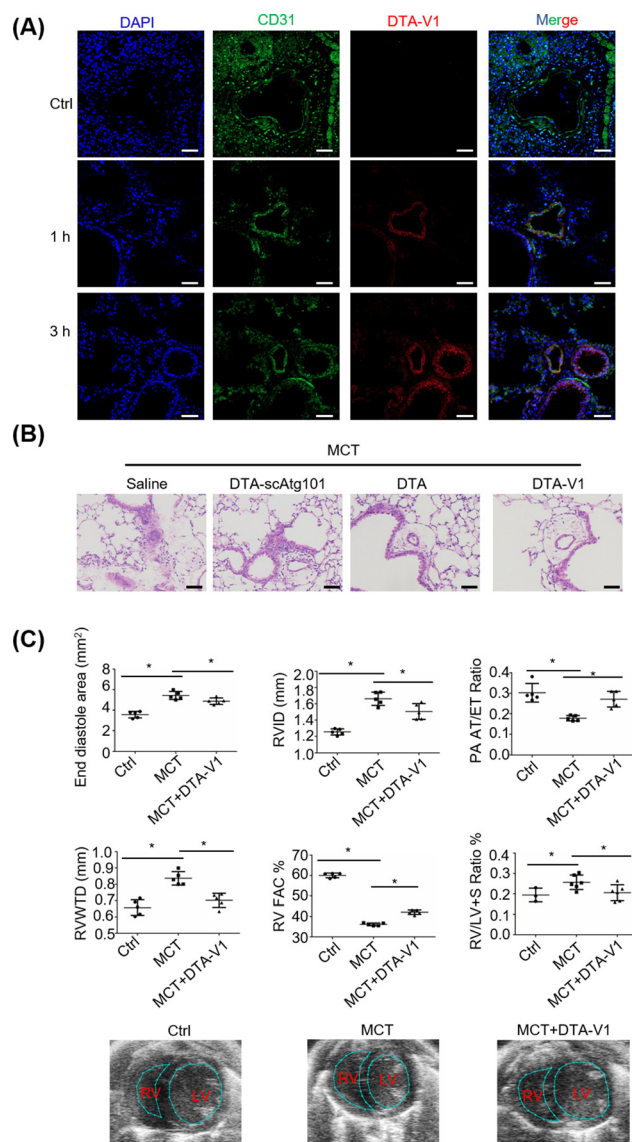 (A)
DAPI CD31 DTA-V1 Merge
Ctrl
1 h
3 h
(B)
MCT
Saline DTA-scAtg101 DTA DTA-V1
(C)
End diastole area (mm²)
8
6
4
2
0
* *
Ctrl
MCT
MCT+DTA-V1
RVID (mm)
2.0
1.8
1.6
1.4
1.2
1.0
* *
Ctrl
MCT
MCT+DTA-V1
PA AT/ET Ratio
0.4
0.3
0.2
0.1
0
* *
Ctrl
MCT
MCT+DTA-V1
RVWTD (mm)
1.0
0.9
0.8
0.7
0.6
0.5
* *
Ctrl
MCT
MCT+DTA-V1
RV FAC %
70
60
50
40
30
* *
Ctrl
MCT
MCT+DTA-V1
RV/LV+S Ratio %
0.4
0.3
0.2
0.1
0
* *
Ctrl
MCT
MCT+DTA-V1
Ctrl MCT MCT+DTA-V1
RV LV RV LV RV LV